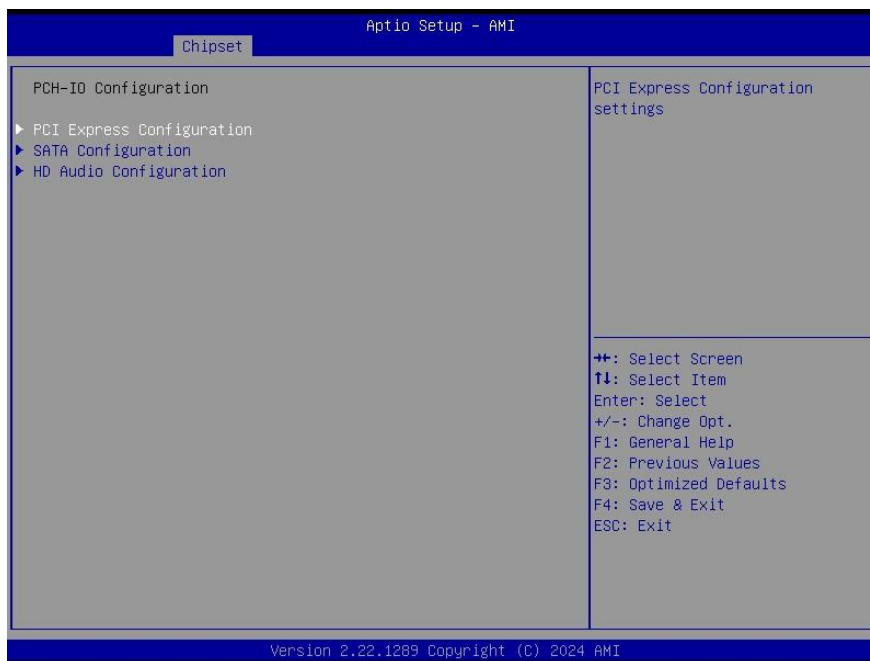 Aptio Setup - AMI
Chipset
PCH-IO Configuration
PCI Express Configuration
SATA Configuration
HD Audio Configuration
PCI Express Configuration
settings
→←: Select Screen
↑↓: Select Item
Enter: Select
+/-: Change Opt.
F1: General Help
F2: Previous Values
F3: Optimized Defaults
F4: Save & Exit
ESC: Exit
Version 2.22.1289 Copyright (C) 2024 AMI